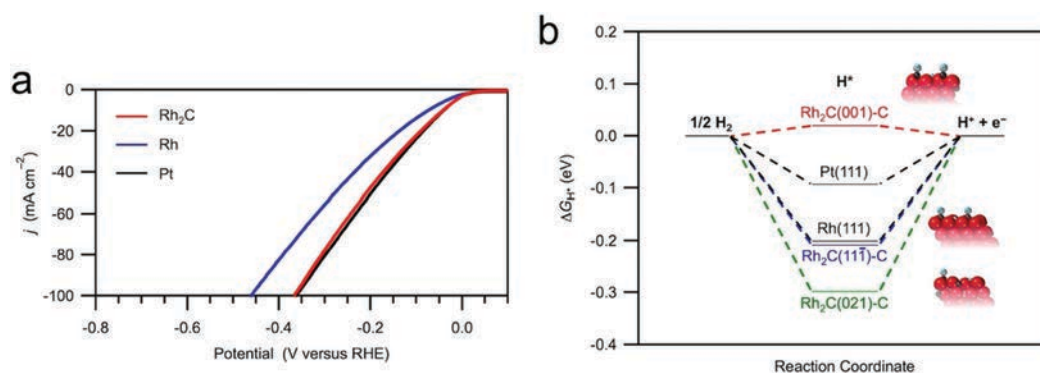 a
0
-20
-40
-60
-80
-100
j (mA cm⁻²)
Rh₂C
Rh
Pt
-0.8
-0.6
-0.4
-0.2
0.0
Potential (V versus RHE)
b
0.2
0.1
0.0
-0.1
-0.2
-0.3
-0.4
ΔG_H* (eV)
H*
1/2 H₂
Rh₂C(001)-C
H⁺ + e⁻
Pt(111)
Rh(111)
Rh₂C(111̄)-C
Rh₂C(021)-C
Reaction Coordinate